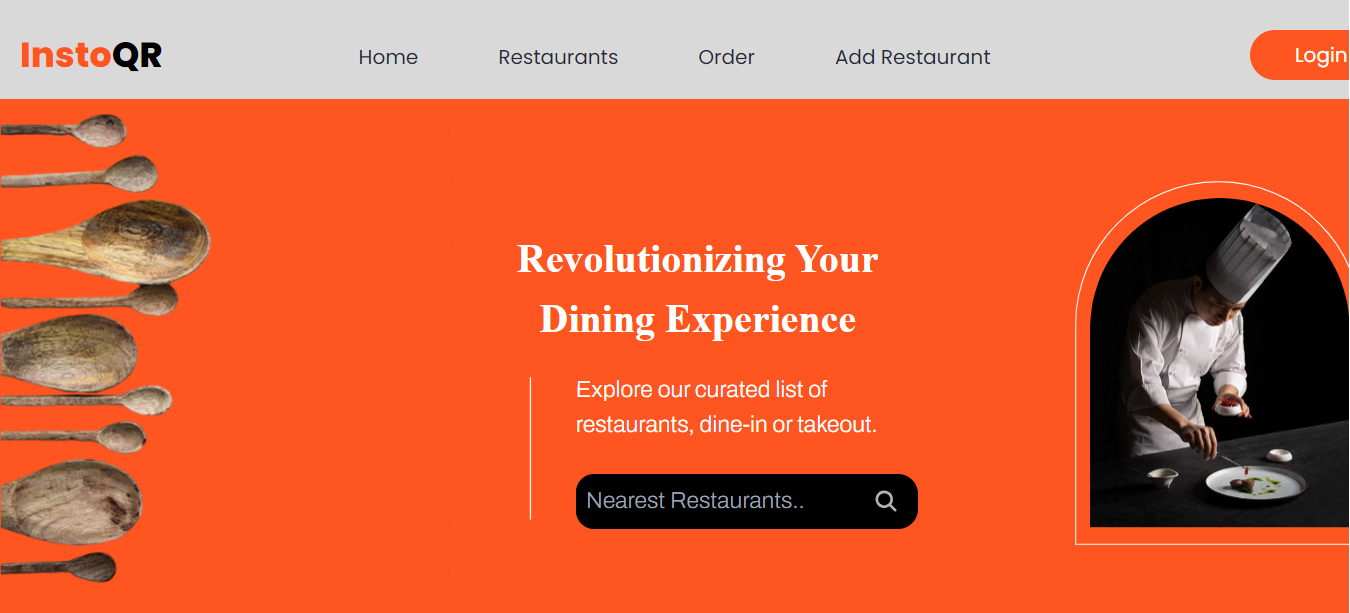 InstoQR
Home
Restaurants
Order
Add Restaurant
Login
Revolutionizing Your
Dining Experience
Explore our curated list of
restaurants, dine-in or takeout.
Nearest Restaurants..